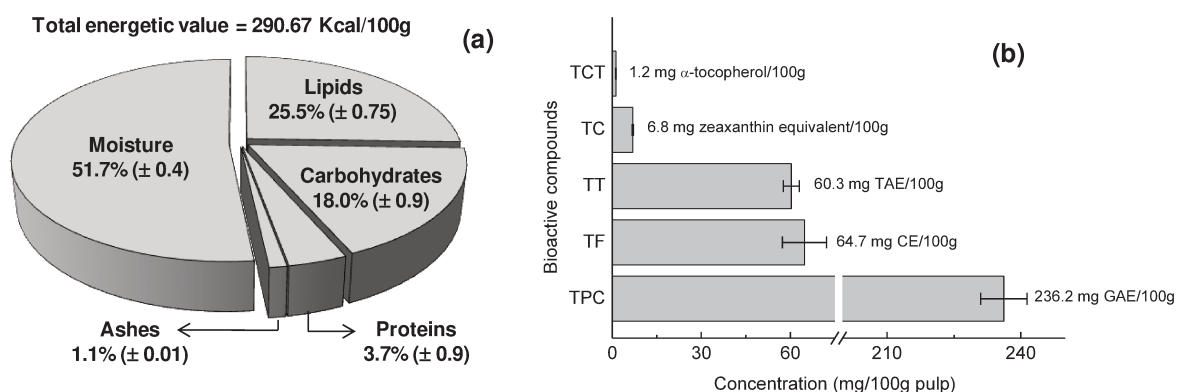 Total energetic value = 290.67 Kcal/100g
(a)
Lipids
25.5% (± 0.75)
Moisture
51.7% (± 0.4)
Carbohydrates
18.0% (± 0.9)
Ashes
1.1% (± 0.01)
Proteins
3.7% (± 0.9)
(b)
Bioactive compounds
TCT
1.2 mg α-tocopherol/100g
TC
6.8 mg zeaxanthin equivalent/100g
TT
60.3 mg TAE/100g
TF
64.7 mg CE/100g
TPC
236.2 mg GAE/100g
0 30 60 // 210 240
Concentration (mg/100g pulp)